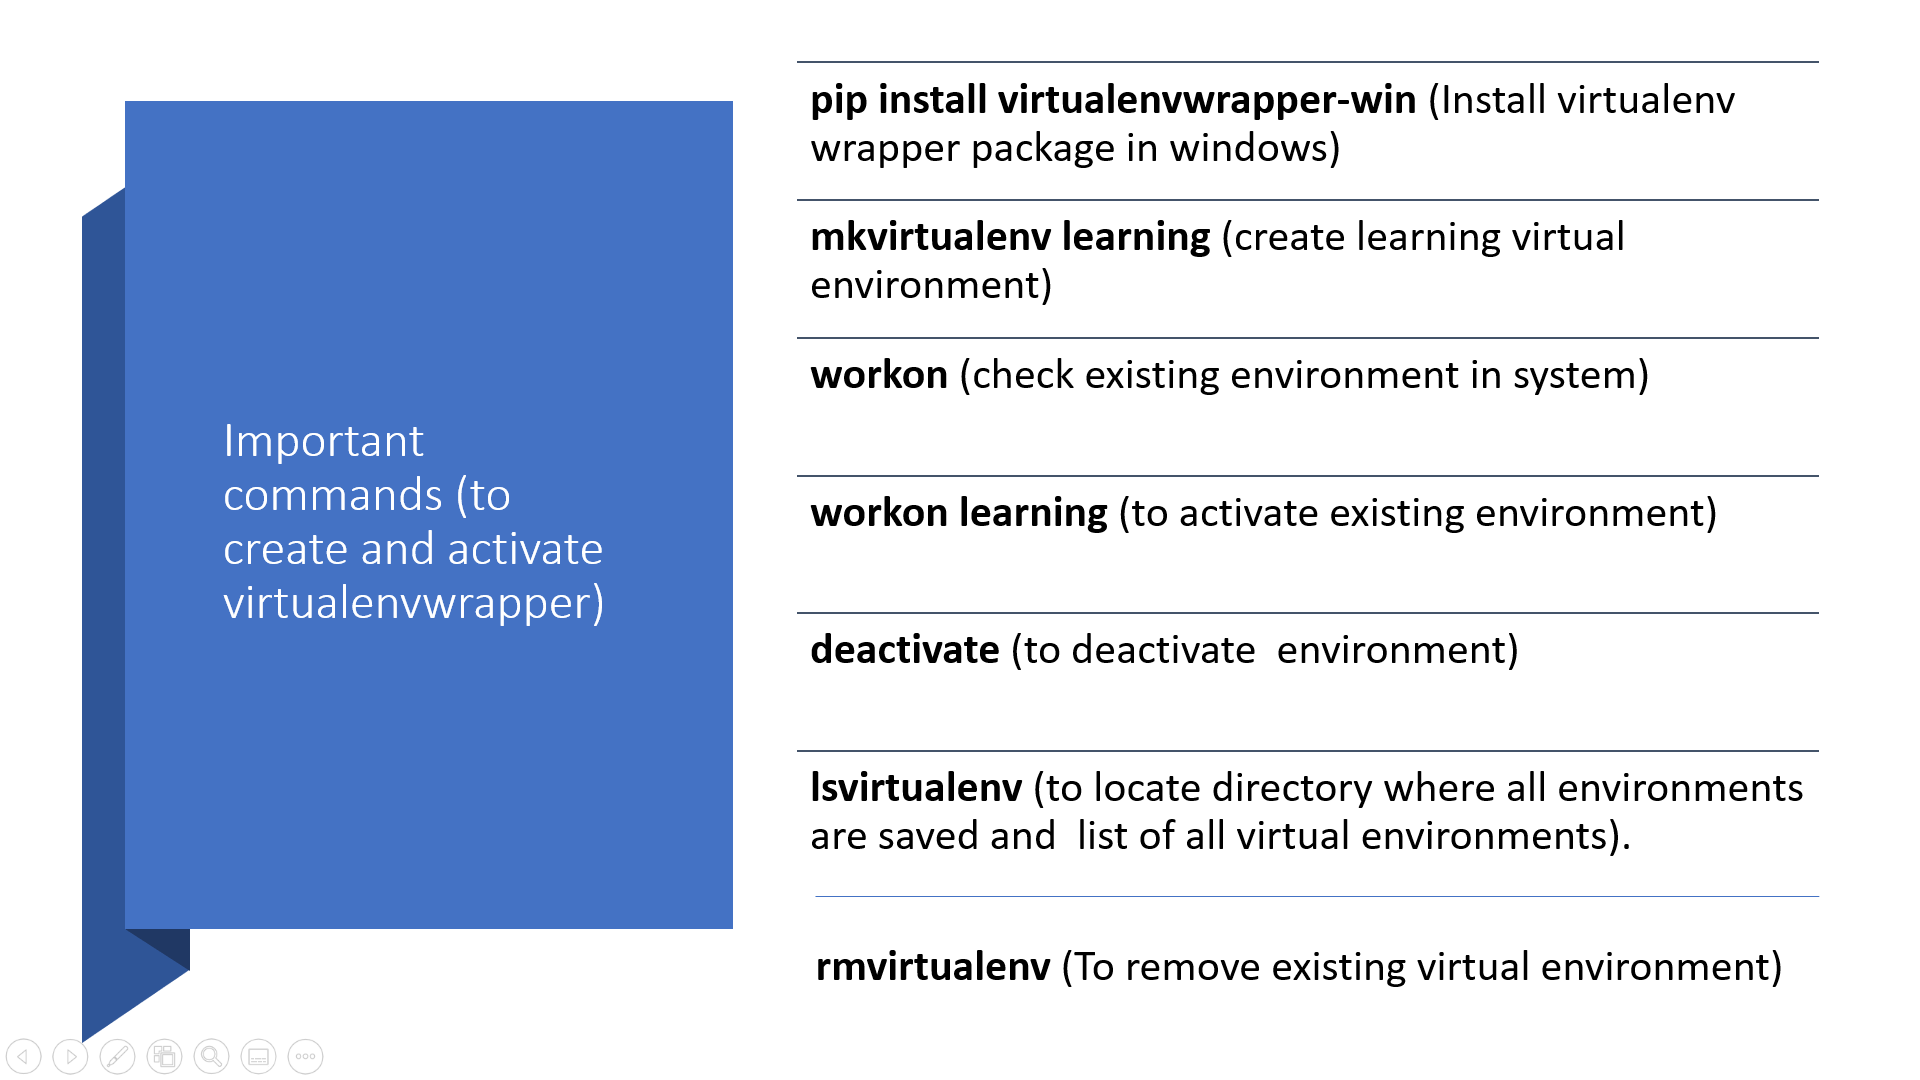 Important
commands (to
create and activate
virtualenvwrapper)
pip install virtualenvwrapper-win (Install virtualenv
wrapper package in windows)
mkvirtualenv learning (create learning virtual
environment)
workon (check existing environment in system)
workon learning (to activate existing environment)
deactivate (to deactivate  environment)
lsvirtualenv (to locate directory where all environments
are saved and  list of all virtual environments).
rmvirtualenv (To remove existing virtual environment)